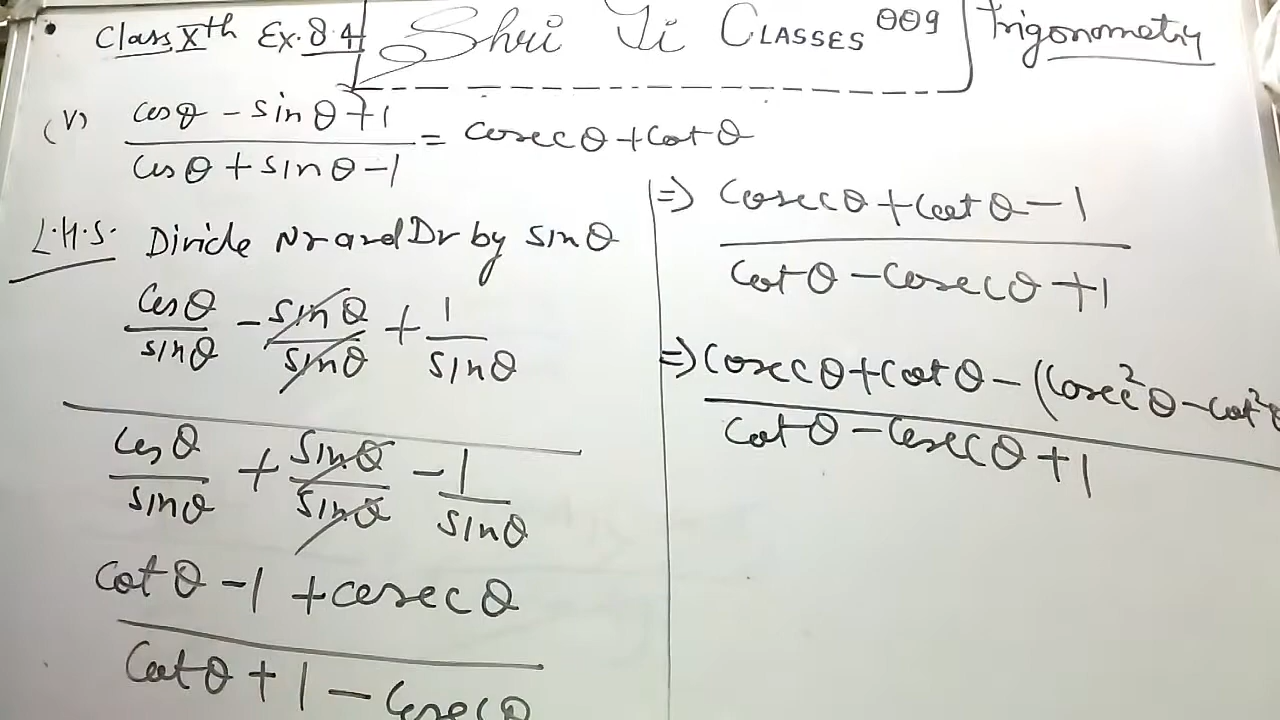 • Class Xth Ex. 8.4 Shri Ji CLASSES 009 Trigonometry
(V) cosθ - sinθ + 1 / cosθ + sinθ - 1 = cosecθ + cotθ
L.H.S. Divide Nr and Dr by sinθ
cosθ/sinθ - sinθ/sinθ + 1/sinθ
cosθ/sinθ + sinθ/sinθ - 1/sinθ
cotθ - 1 + cosecθ
cotθ + 1 - cosecθ
⇒ cosecθ + cotθ - 1
cotθ - cosecθ + 1
⇒ cosecθ + cotθ - (cosec²θ - cot²θ
cotθ - cosecθ + 1